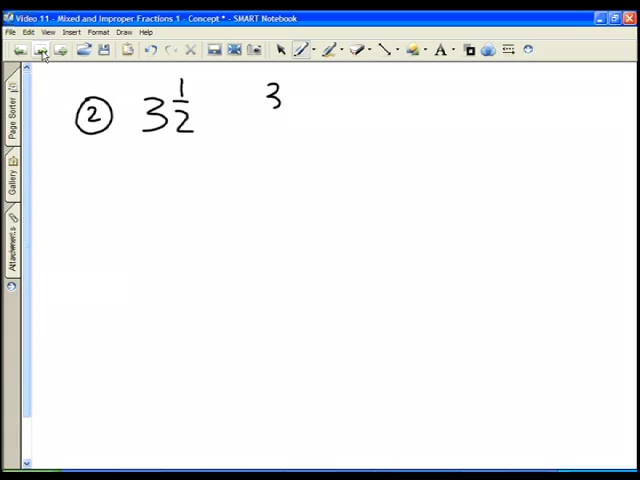 Video 11 - Mixed and Improper Fractions 1 - Concept * - SMART Notebook
File Edit View Insert Format Draw Help
Page Sorter
Gallery
Attachments
② 3 1/2 3